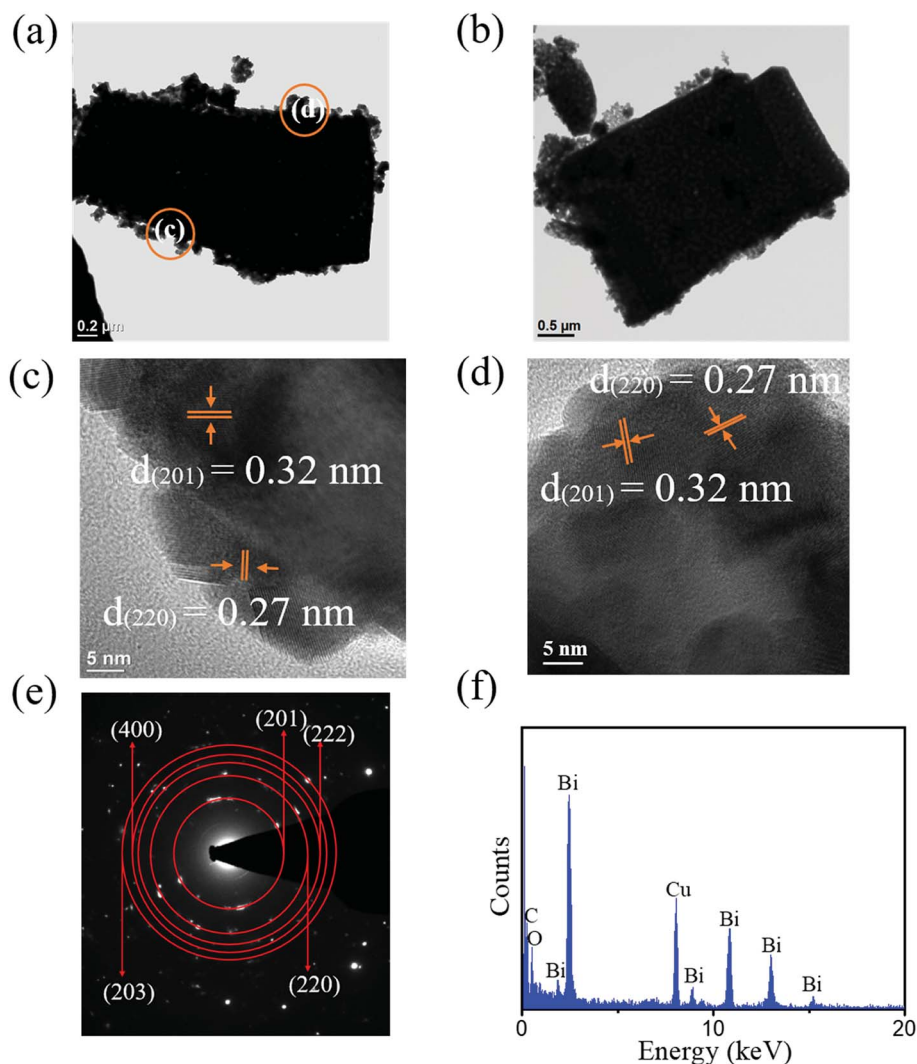 (a)
(d)
(c)
0.2 μm
(b)
0.5 μm
(c)
d(201) = 0.32 nm
d(220) = 0.27 nm
5 nm
(d)
d(220) = 0.27 nm
d(201) = 0.32 nm
5 nm
(e)
(400)
(201)
(222)
(203)
(220)
(f)
Counts
C
O
Bi
Bi
Cu
Bi
Bi
Bi
Bi
0
10
20
Energy (keV)